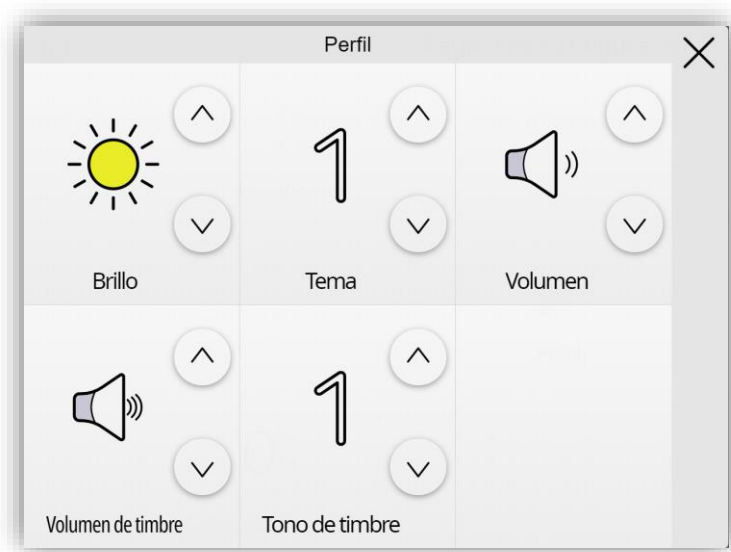 Perfil
1
Brillo
Tema
Volumen
1
Volumen de timbre
Tono de timbre